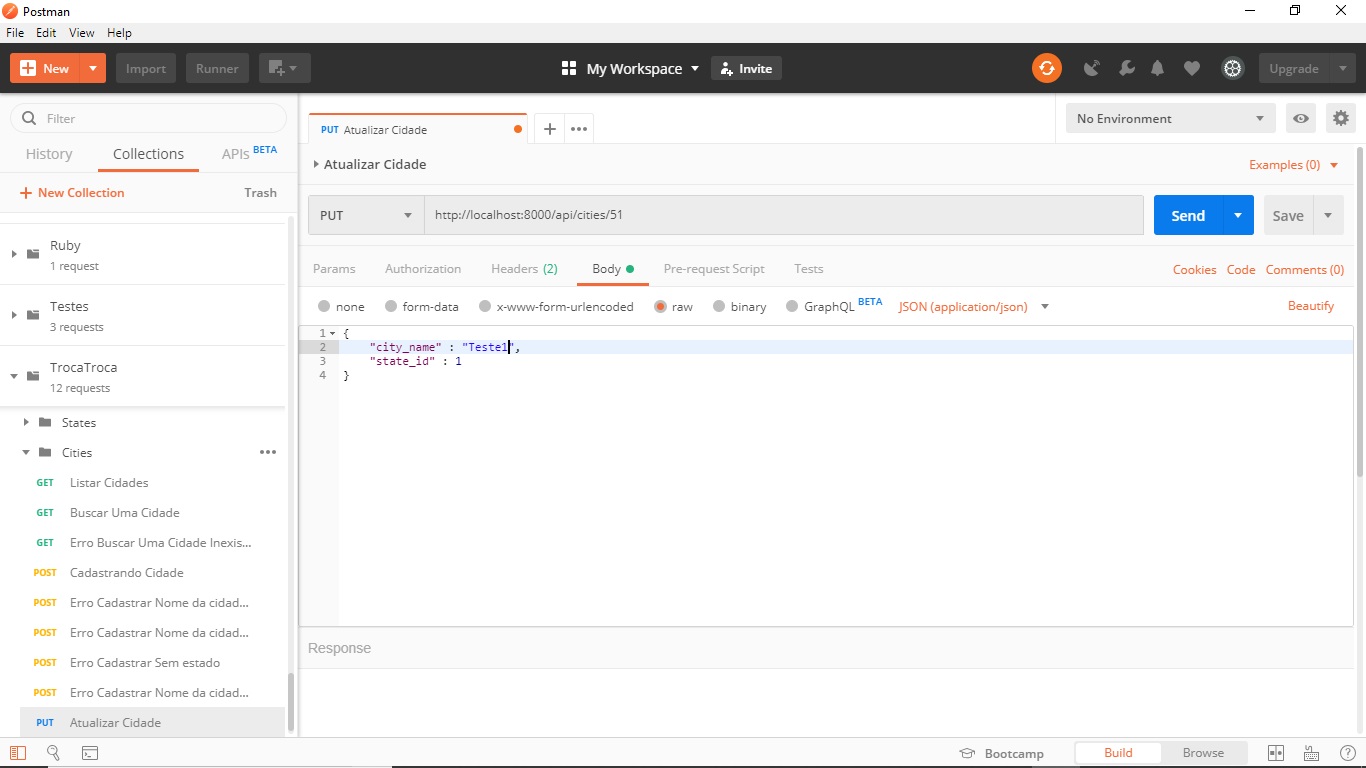 Postman
File Edit View Help
New Import Runner My Workspace Invite Upgrade
Filter
History Collections APIs BETA
New Collection Trash
Ruby
1 request
Testes
3 requests
TrocaTroca
12 requests
States
Cities
GET Listar Cidades
GET Buscar Uma Cidade
GET Erro Buscar Uma Cidade Inexis...
POST Cadastrando Cidade
POST Erro Cadastrar Nome da cidad...
POST Erro Cadastrar Nome da cidad...
POST Erro Cadastrar Sem estado
POST Erro Cadastrar Nome da cidad...
PUT Atualizar Cidade
PUT Atualizar Cidade
No Environment
Atualizar Cidade
Examples (0)
PUT http://localhost:8000/api/cities/51 Send Save
Params Authorization Headers (2) Body Pre-request Script Tests Cookies Code Comments (0)
none form-data x-www-form-urlencoded raw binary GraphQL BETA JSON (application/json) Beautify
1 {
2 "city_name" : "Teste1",
3 "state_id" : 1
4 }
Response
Bootcamp Build Browse